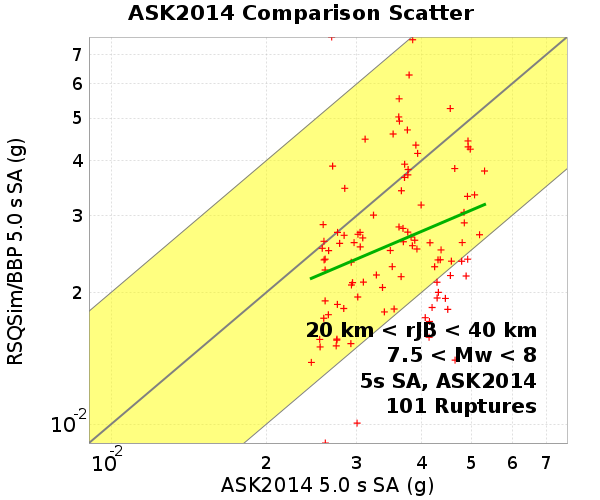 ASK2014 Comparison Scatter
RSQSim/BBP 5.0 s SA (g)
7
6
5
4
3
2
10-2
20 km < rJB < 40 km
7.5 < Mw < 8
5s SA, ASK2014
101 Ruptures
10-2 2 3 4 5 6 7
ASK2014 5.0 s SA (g)